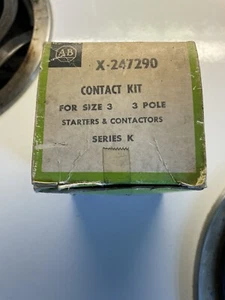 AB
X-247290
CONTACT KIT
FOR SIZE 3 3 POLE
STARTERS & CONTACTORS
SERIES K